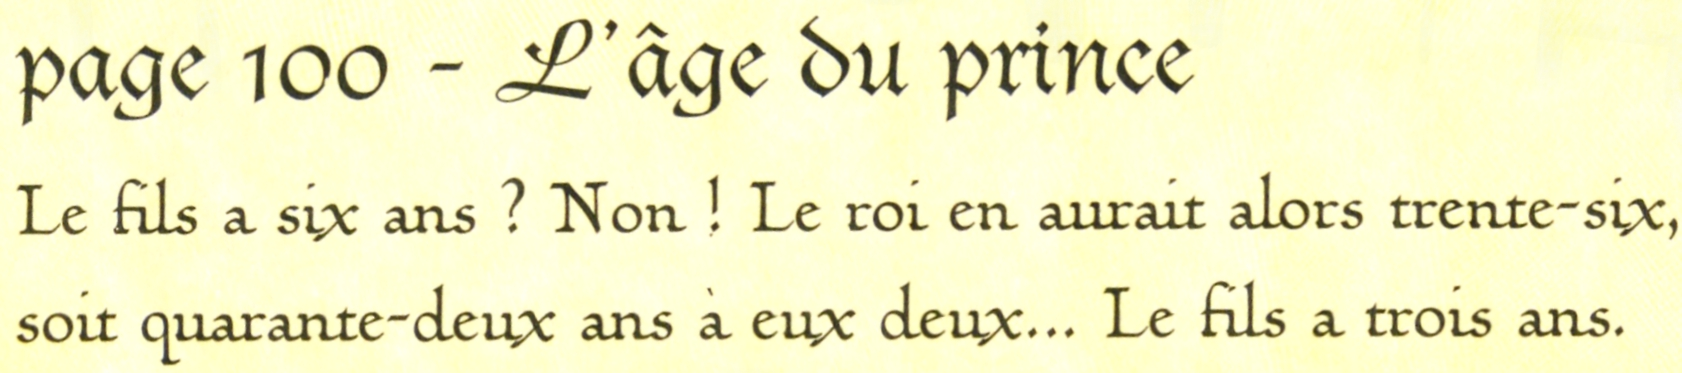 page 100 - L'âge du prince
Le fils a six ans ? Non ! Le roi en aurait alors trente-six,
soit quarante-deux ans à eux deux... Le fils a trois ans.